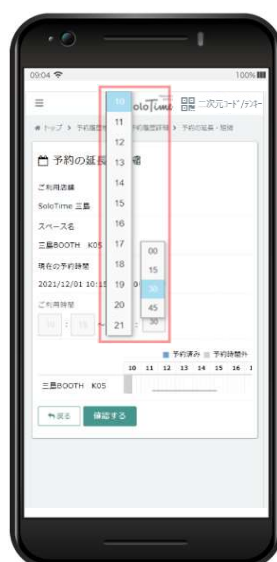 09:04
100%
SoloTime
二次元コード/テンキー
トップ > 予約履歴 > 予約履歴詳細 > 予約の延長・短縮
予約の延長 縮
ご利用店舗
SoloTime 三島
スペース名
三島BOOTH K05
現在の予約時間
2021/12/01 10:15
ご利用時間
: ~ 30
10
11
12
13
14
15
16
17
18
19
20
21
00
15
30
45
予約済み 予約時間外
10 11 12 13 14 15 16 1
三島BOOTH K05
戻る 確認する